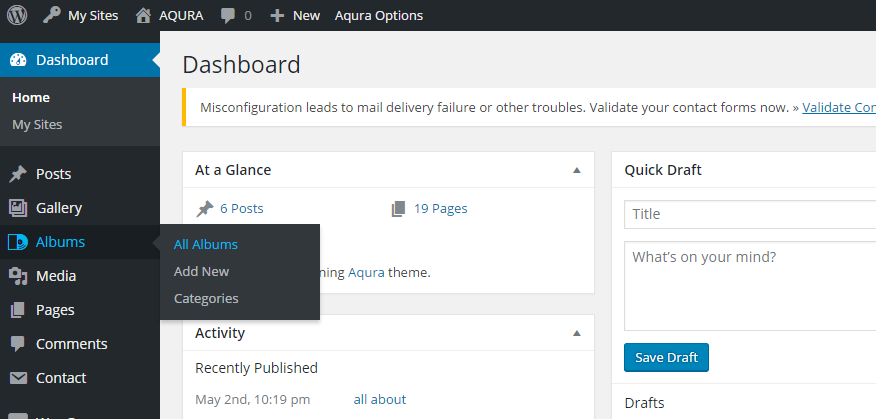 My Sites AQURA 0 New Aqura Options
Dashboard
Home
My Sites
Posts
Gallery
Albums
Media
Pages
Comments
Contact
All Albums
Add New
Categories
Dashboard
Misconfiguration leads to mail delivery failure or other troubles. Validate your contact forms now. » Validate Con
At a Glance
6 Posts 19 Pages
ning Aqura theme.
Activity
Recently Published
May 2nd, 10:19 pm all about
Quick Draft
Title
What's on your mind?
Save Draft
Drafts